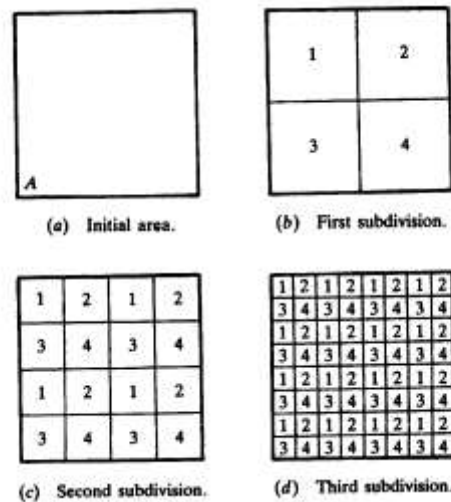 A
(a) Initial area.
1 2
3 4
(b) First subdivision.
1 2 1 2
3 4 3 4
1 2 1 2
3 4 3 4
(c) Second subdivision.
1 2 1 2 1 2 1 2
3 4 3 4 3 4 3 4
1 2 1 2 1 2 1 2
3 4 3 4 3 4 3 4
1 2 1 2 1 2 1 2
3 4 3 4 3 4 3 4
1 2 1 2 1 2 1 2
3 4 3 4 3 4 3 4
(d) Third subdivision.